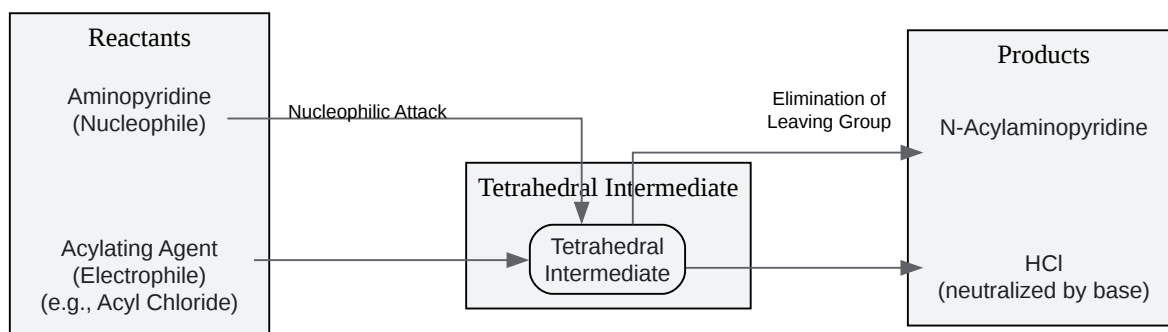 Reactants
Aminopyridine
(Nucleophile)
Acylating Agent
(Electrophile)
(e.g., Acyl Chloride)
Nucleophilic Attack
Tetrahedral Intermediate
Tetrahedral
Intermediate
Elimination of
Leaving Group
Products
N-Acylaminopyridine
HCl
(neutralized by base)